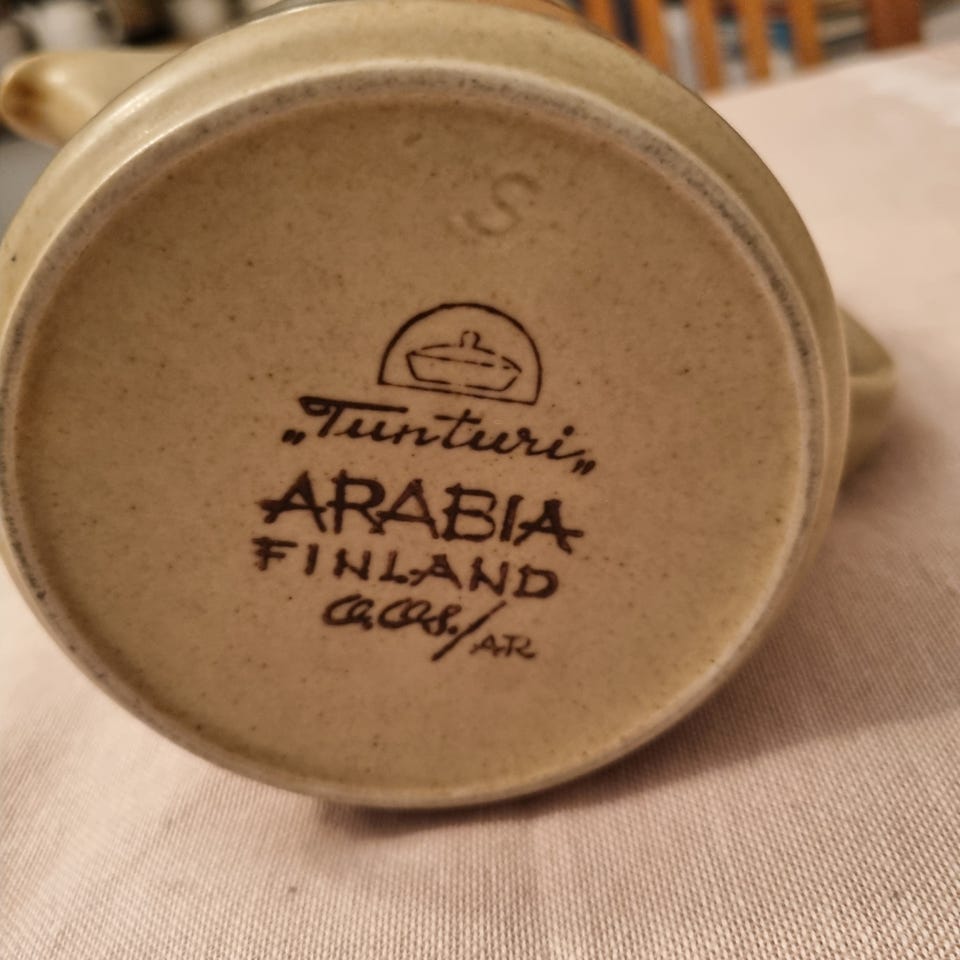 S
„Tunturi„
ARABIA
FINLAND
O.Os./AR